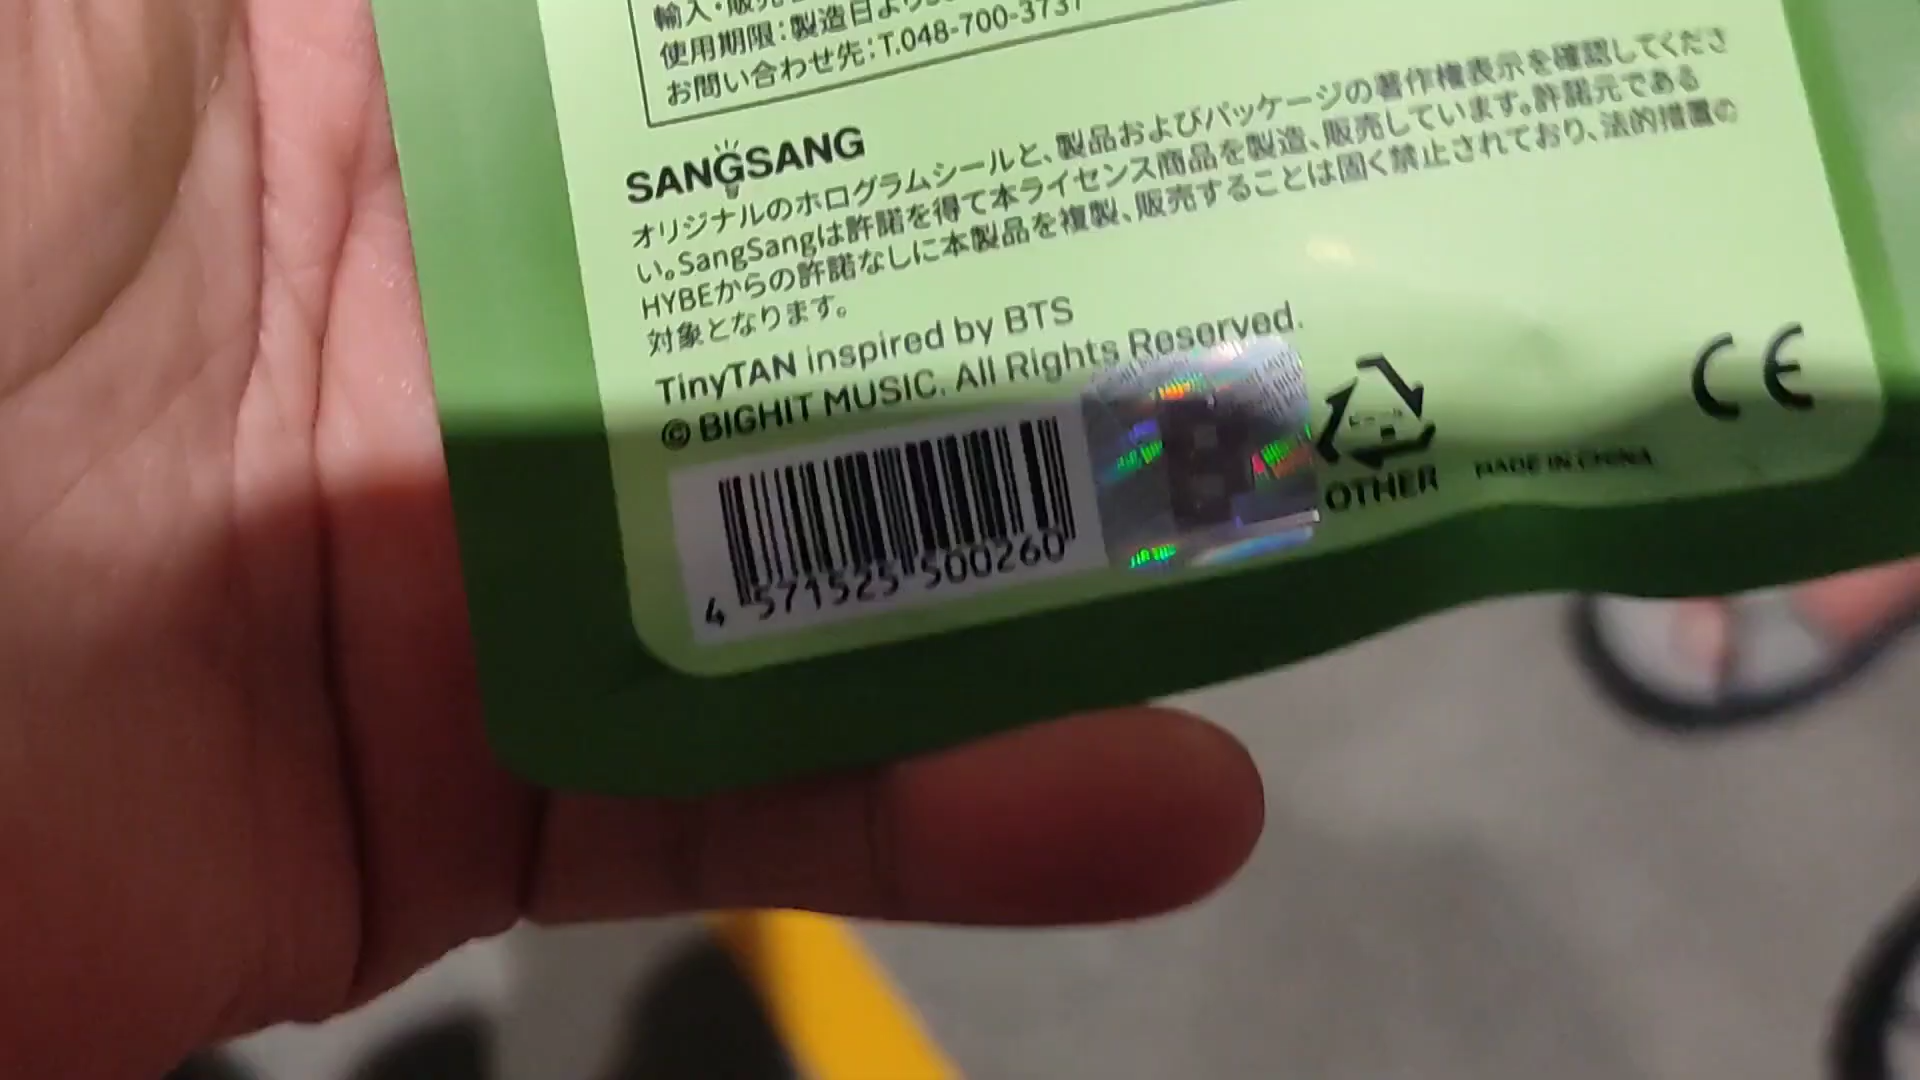 輸入・販売
使用期限：製造日より
お問い合わせ先：T.048-700-3731
SANGSANG
オリジナルのホログラムシールと、製品およびパッケージの著作権表示を確認してくださ
い。SangSangは許諾を得て本ライセンス商品を製造、販売しています。許諾元である
HYBEからの許諾なしに本製品を複製、販売することは固く禁止されており、法的措置の
対象となります。
TinyTAN inspired by BTS
© BIGHIT MUSIC. All Rights Reserved.
4 571525 500260
OTHER
MADE IN CHINA
CE